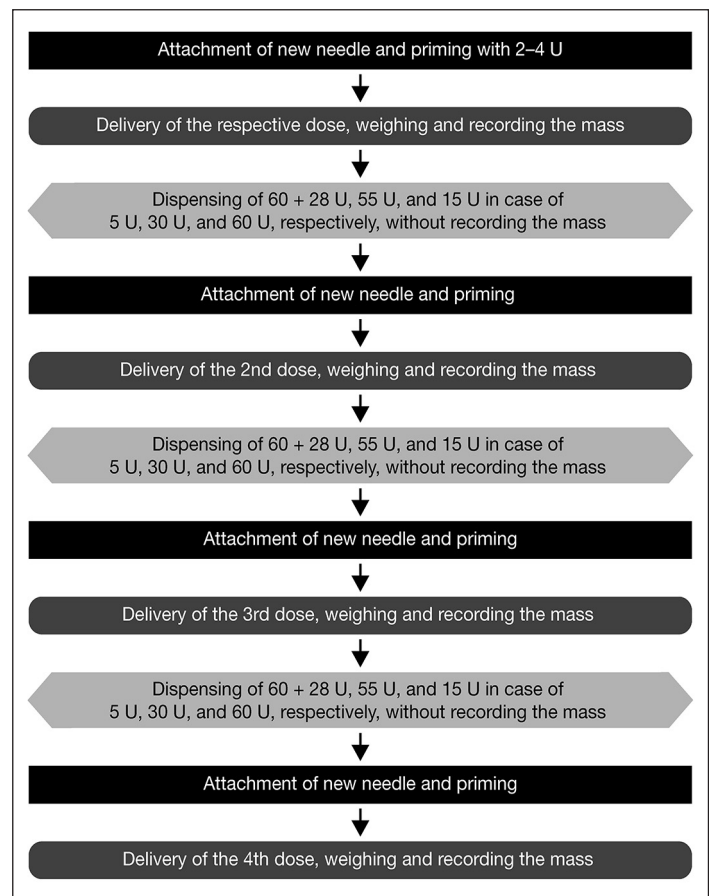 Attachment of new needle and priming with 2–4 U
Delivery of the respective dose, weighing and recording the mass
Dispensing of 60 + 28 U, 55 U, and 15 U in case of
5 U, 30 U, and 60 U, respectively, without recording the mass
Attachment of new needle and priming
Delivery of the 2nd dose, weighing and recording the mass
Dispensing of 60 + 28 U, 55 U, and 15 U in case of
5 U, 30 U, and 60 U, respectively, without recording the mass
Attachment of new needle and priming
Delivery of the 3rd dose, weighing and recording the mass
Dispensing of 60 + 28 U, 55 U, and 15 U in case of
5 U, 30 U, and 60 U, respectively, without recording the mass
Attachment of new needle and priming
Delivery of the 4th dose, weighing and recording the mass